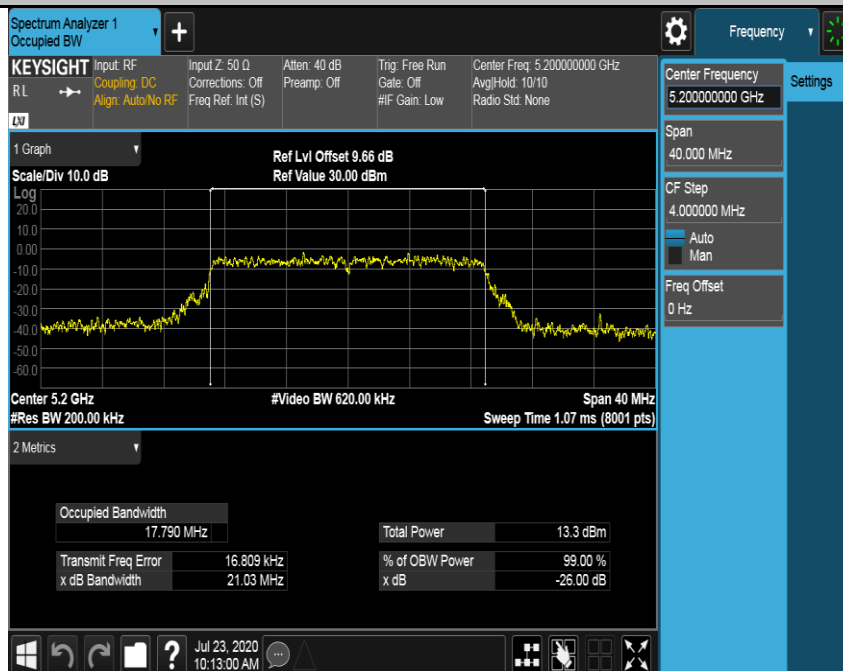 Spectrum Analyzer 1
Occupied BW
+
Frequency
KEYSIGHT
RL
LXI
Input: RF
Coupling: DC
Align: Auto/No RF
Input Z: 50 Ω
Corrections: Off
Freq Ref: Int (S)
Atten: 40 dB
Preamp: Off
Trig: Free Run
Gate: Off
#IF Gain: Low
Center Freq: 5.200000000 GHz
Avg|Hold: 10/10
Radio Std: None
Center Frequency
5.200000000 GHz
Settings
Span
40.000 MHz
CF Step
4.000000 MHz
Auto
Man
Freq Offset
0 Hz
1 Graph
Scale/Div 10.0 dB
Ref Lvl Offset 9.66 dB
Ref Value 30.00 dBm
Log
20.0
10.0
0.00
-10.0
-20.0
-30.0
-40.0
-50.0
-60.0
Center 5.2 GHz
#Video BW 620.00 kHz
Span 40 MHz
#Res BW 200.00 kHz
Sweep Time 1.07 ms (8001 pts)
2 Metrics
Occupied Bandwidth
17.790 MHz
Total Power 13.3 dBm
Transmit Freq Error 16.809 kHz
% of OBW Power 99.00 %
x dB Bandwidth 21.03 MHz
x dB -26.00 dB
?
Jul 23, 2020
10:13:00 AM